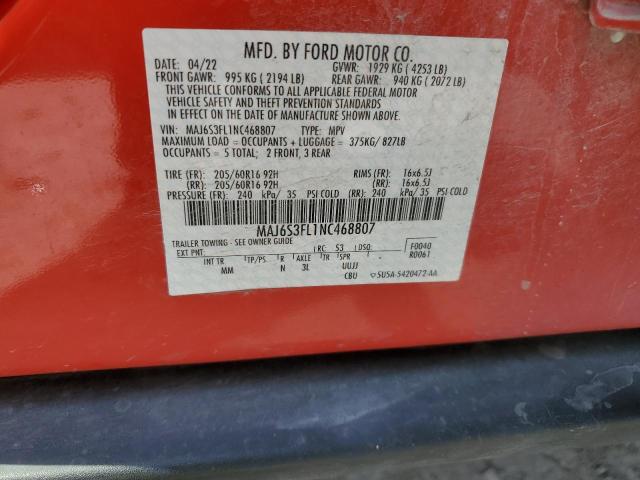 MFD. BY FORD MOTOR CO.
DATE: 04/22 GVWR: 1929 KG ( 4253 LB)
FRONT GAWR: 995 KG ( 2194 LB) REAR GAWR: 940 KG ( 2072 LB)
THIS VEHICLE CONFORMS TO ALL APPLICABLE FEDERAL MOTOR
VEHICLE SAFETY AND THEFT PREVENTION STANDARDS
IN EFFECT ON THE DATE OF MANUFACTURE SHOWN ABOVE.
VIN: MAJ6S3FL1NC468807 TYPE: MPV
MAXIMUM LOAD = OCCUPANTS + LUGGAGE = 375KG/ 827LB
OCCUPANTS = 5 TOTAL; 2 FRONT, 3 REAR
TIRE (FR): 205/60R16 92H RIMS (FR): 16x6.5J
(RR): 205/60R16 92H (RR): 16x6.5J
PRESSURE (FR): 240 kPa/ 35 PSI COLD (RR): 240 kPa/ 35 PSI COLD
MAJ6S3FL1NC468807
TRAILER TOWING - SEE OWNER GUIDE
EXT PNT: RC: 53 DSO: F0040
R0061
INT TR TP/PS R AXLE TR SPR
MM N 3L UUJJ
CBU 5U5A-5420472-AA